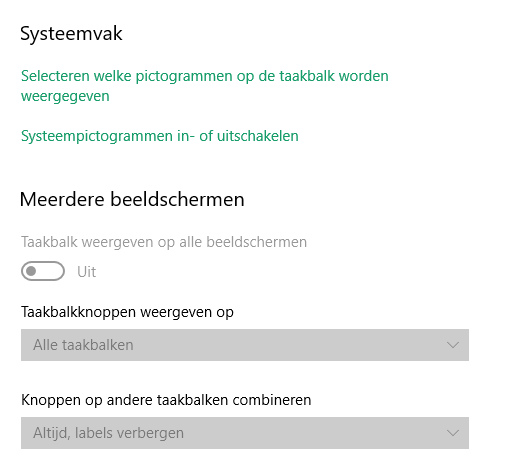 Systeemvak
Selecteren welke pictogrammen op de taakbalk worden
weergegeven
Systeempictogrammen in- of uitschakelen
Meerdere beeldschermen
Taakbalk weergeven op alle beeldschermen
Uit
Taakbalkknoppen weergeven op
Alle taakbalken
Knoppen op andere taakbalken combineren
Altijd, labels verbergen